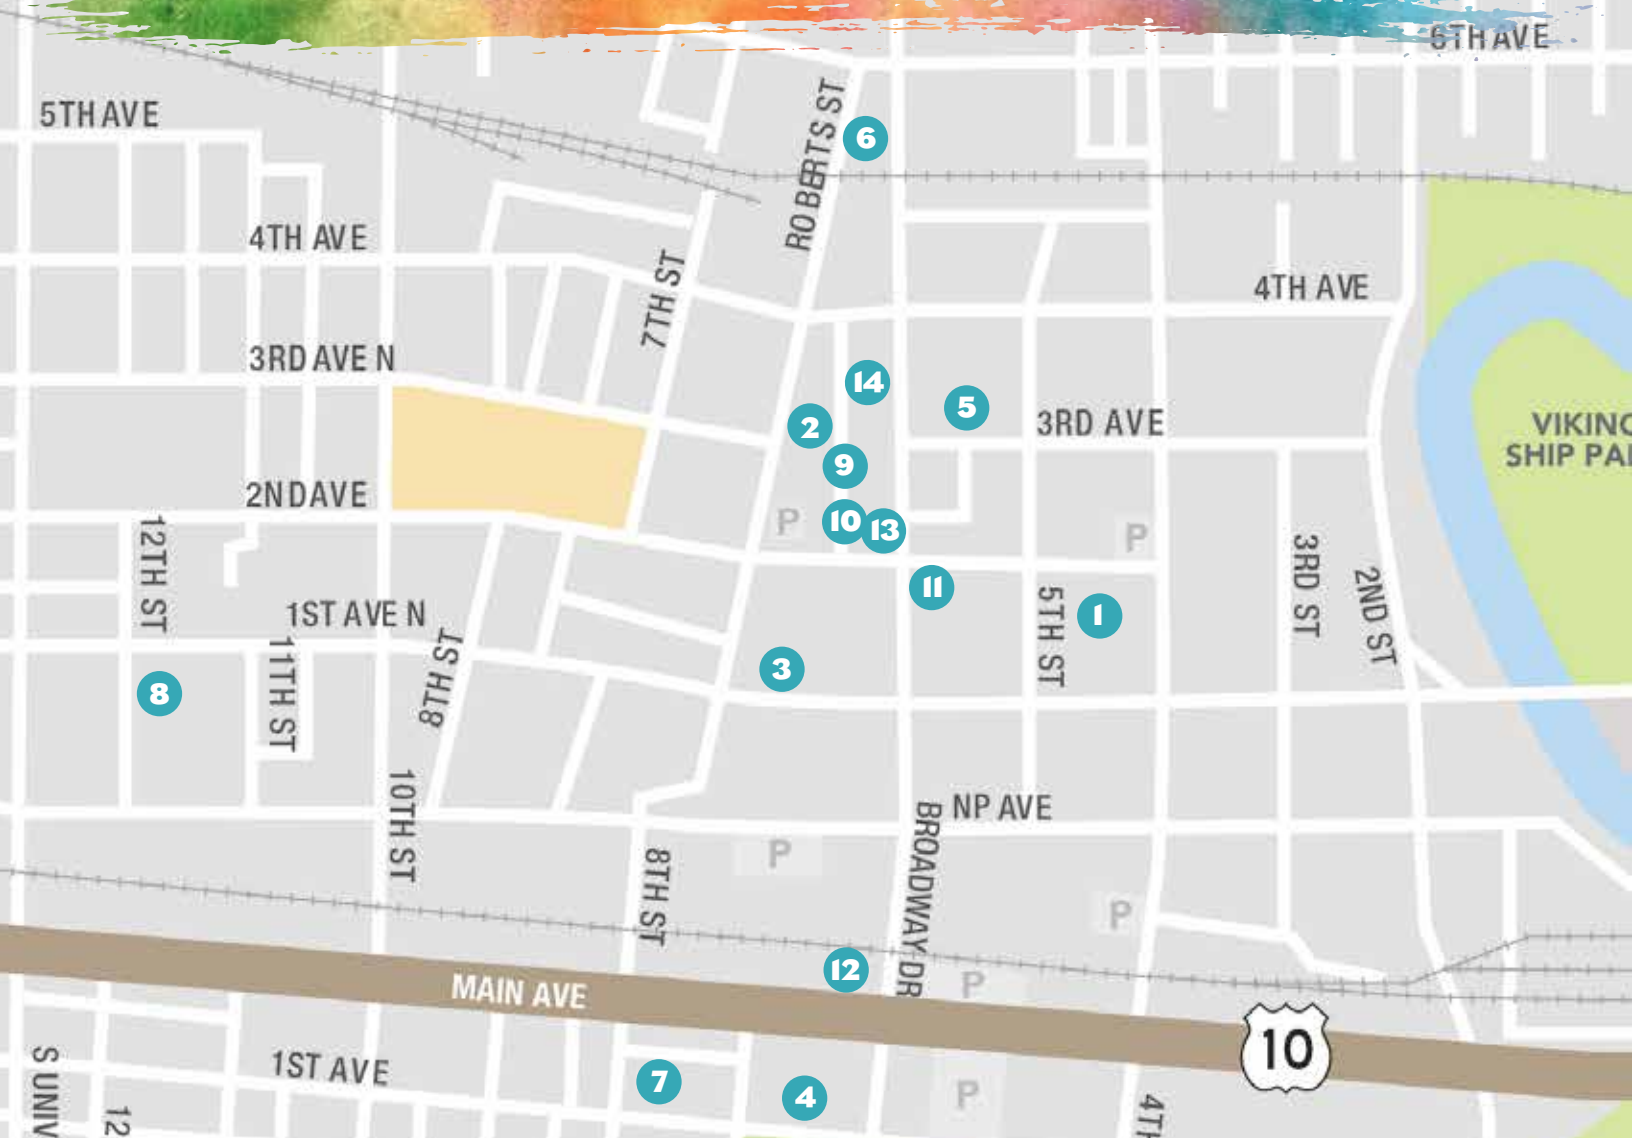 6TH AVE
5TH AVE
ROBERTS ST
6
4TH AVE
7TH ST
4TH AVE
3RD AVE N
14
5
2
3RD AVE
VIKING
SHIP PA
9
2ND AVE
P
10
13
P
12TH ST
11
3RD ST
2ND ST
5TH ST
1
1ST AVE N
8TH ST
11TH ST
3
8
10TH ST
NP AVE
BROADWAY DR
P
8TH ST
P
12
P
MAIN AVE
10
1ST AVE
S UNIV
7
4
P
12
4TH